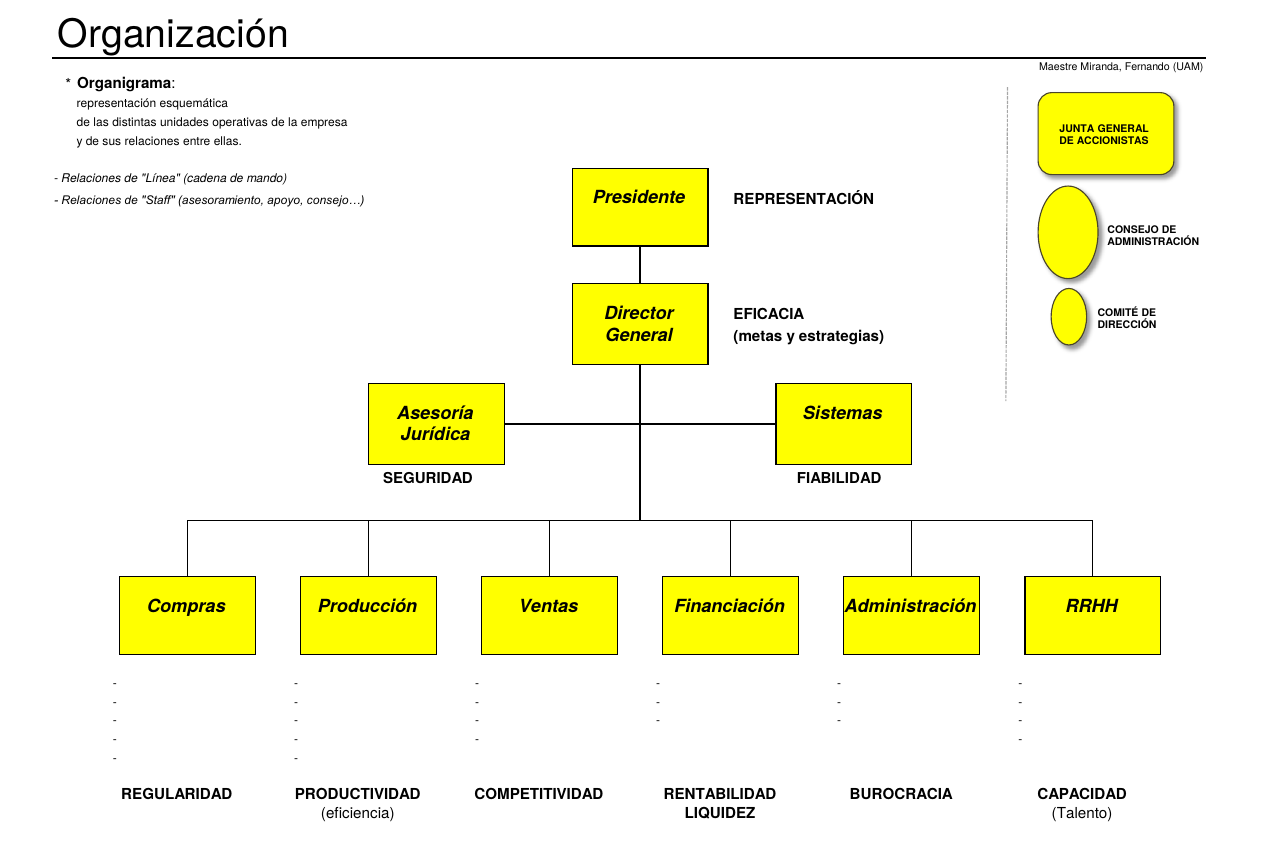 Organización
Maestre Miranda, Fernando (UAM)
* Organigrama:
representación esquemática
de las distintas unidades operativas de la empresa
y de sus relaciones entre ellas.
- Relaciones de "Línea" (cadena de mando)
- Relaciones de "Staff" (asesoramiento, apoyo, consejo…)
JUNTA GENERAL
DE ACCIONISTAS
CONSEJO DE
ADMINISTRACIÓN
COMITÉ DE
DIRECCIÓN
Presidente
REPRESENTACIÓN
Director
General
EFICACIA
(metas y estrategias)
Asesoría
Jurídica
SEGURIDAD
Sistemas
FIABILIDAD
Compras
Producción
Ventas
Financiación
Administración
RRHH
- - - - - -
- - - - - -
- - - - - -
- - - -
- -
REGULARIDAD
PRODUCTIVIDAD
(eficiencia)
COMPETITIVIDAD
RENTABILIDAD
LIQUIDEZ
BUROCRACIA
CAPACIDAD
(Talento)